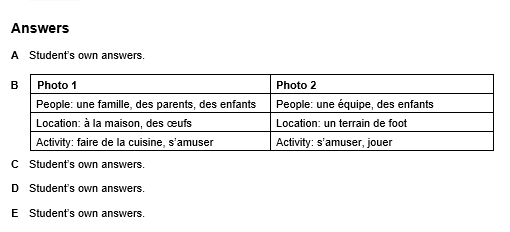 Answers
A Student's own answers.
B Photo 1 Photo 2
People: une famille, des parents, des enfants People: une équipe, des enfants
Location: à la maison, des œufs Location: un terrain de foot
Activity: faire de la cuisine, s'amuser Activity: s'amuser, jouer
C Student's own answers.
D Student's own answers.
E Student's own answers.